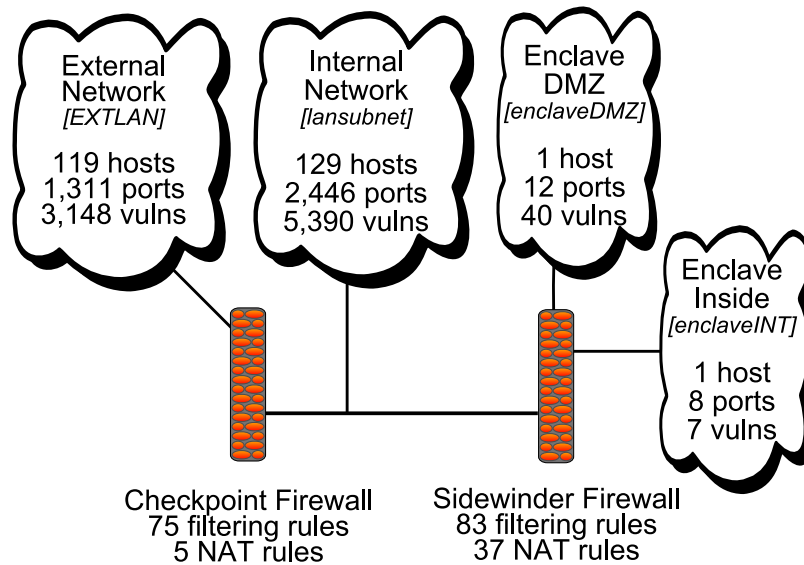 External
Network
[EXTLAN]
119 hosts
1,311 ports
3,148 vulns
Internal
Network
[lansubnet]
129 hosts
2,446 ports
5,390 vulns
Enclave
DMZ
[enclaveDMZ]
1 host
12 ports
40 vulns
Enclave
Inside
[enclaveINT]
1 host
8 ports
7 vulns
Checkpoint Firewall
75 filtering rules
5 NAT rules
Sidewinder Firewall
83 filtering rules
37 NAT rules